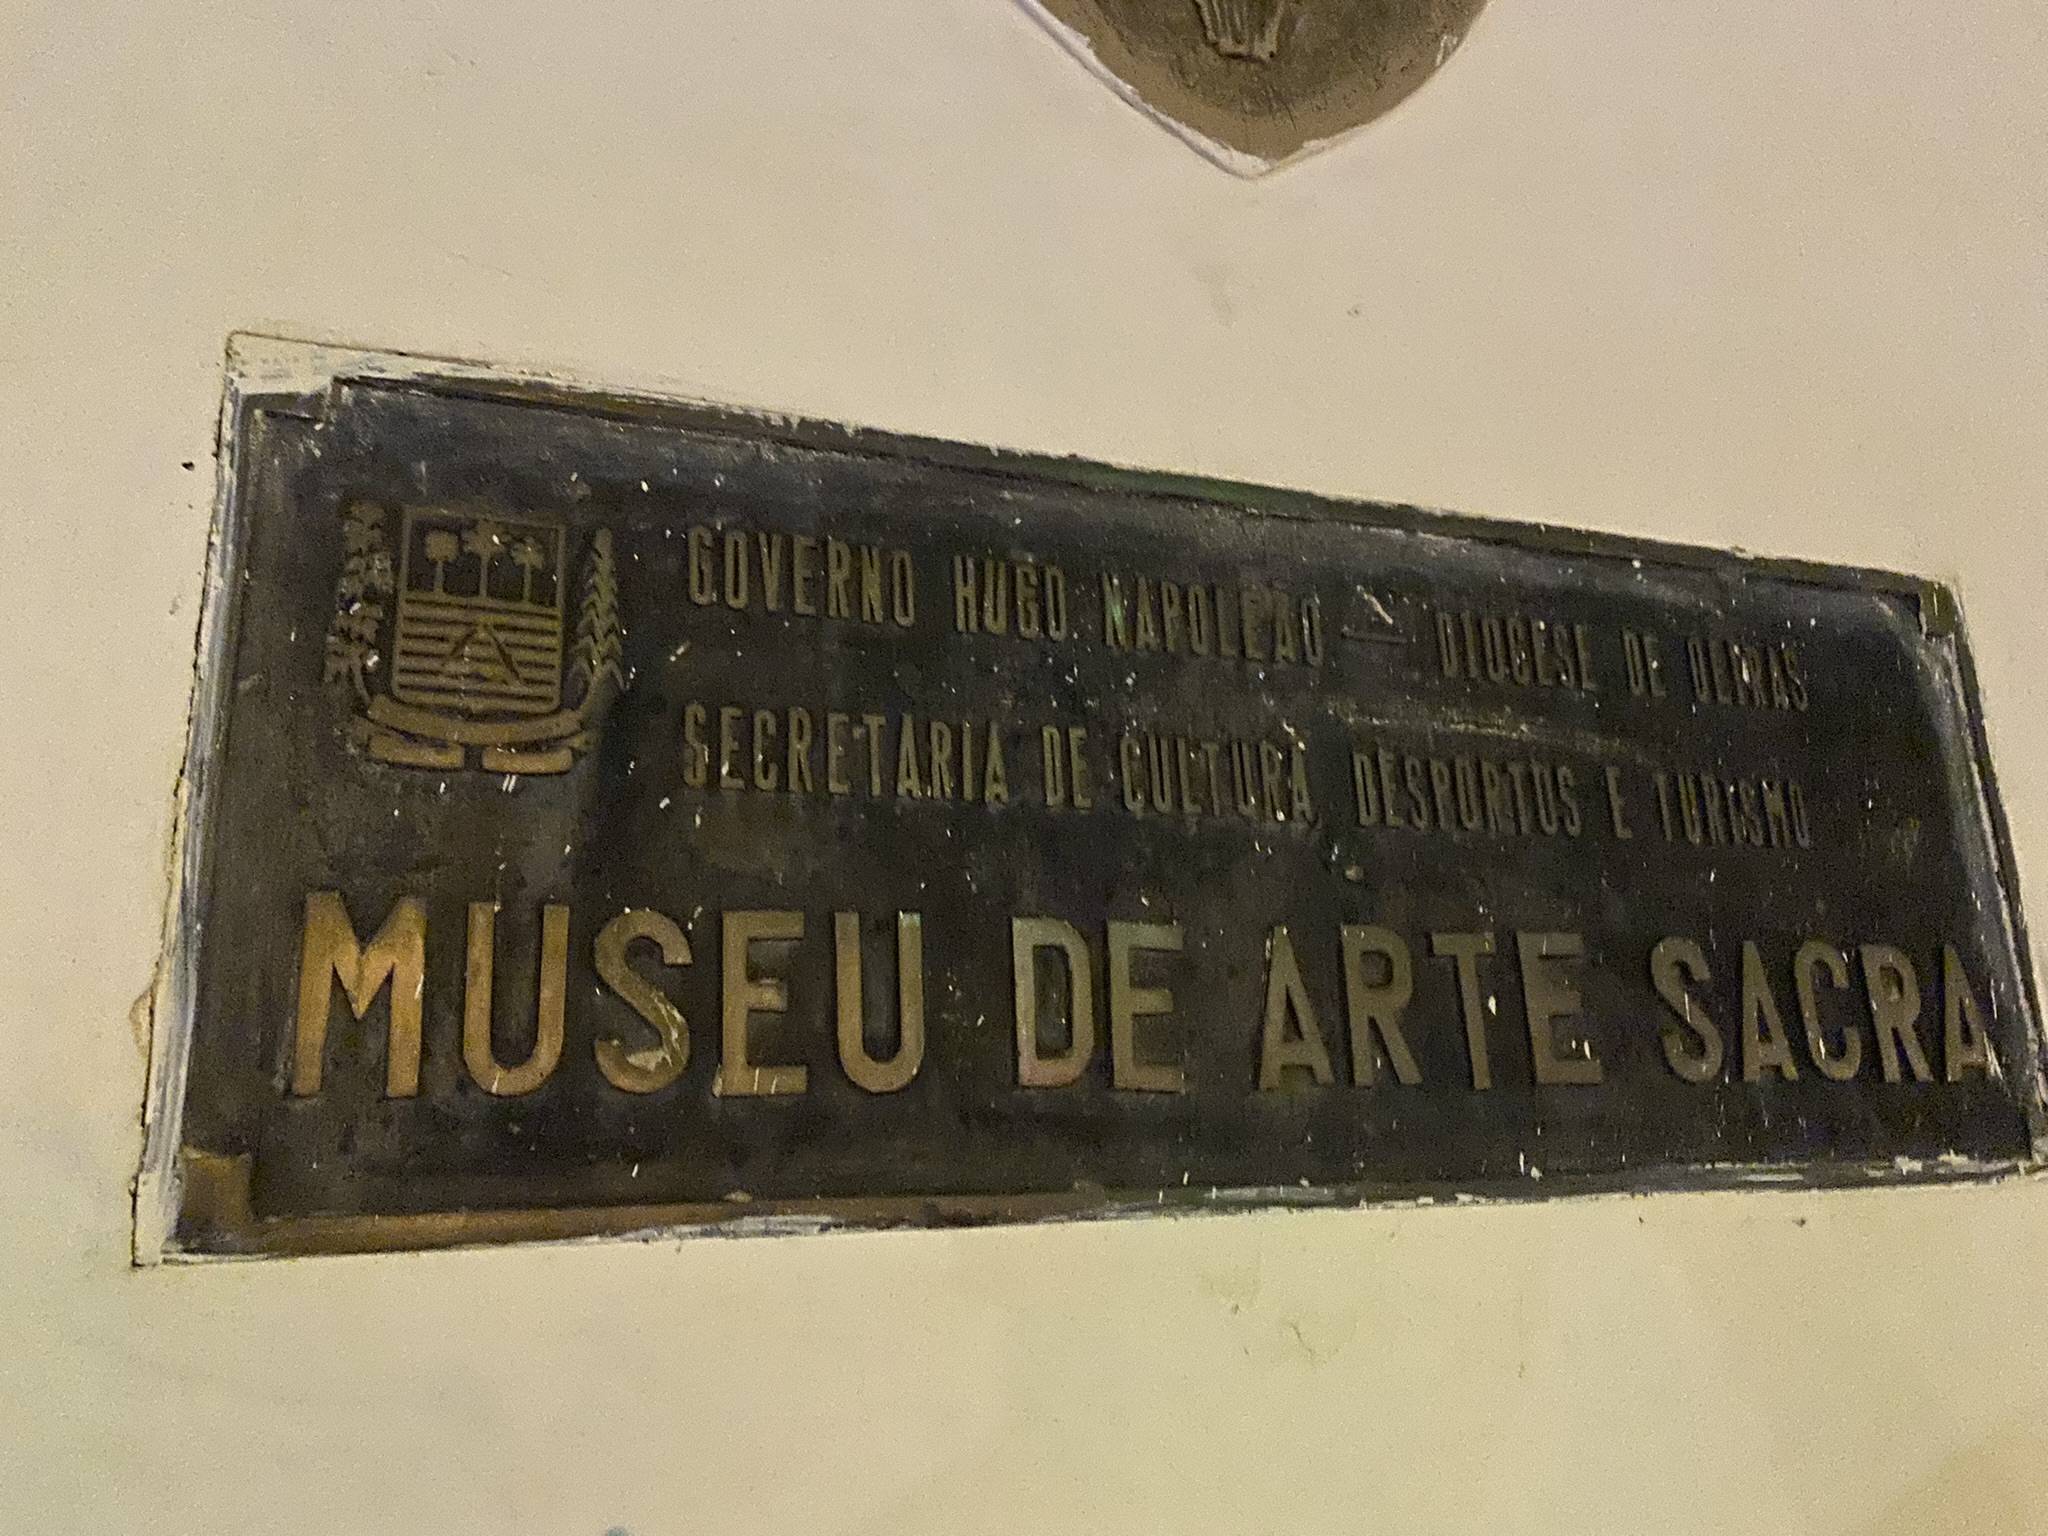 GOVERNO HUGO NAPOLEÃO - DIOCESE DE OEIRAS
SECRETARIA DE CULTURA DESPORTOS E TURISMO
MUSEU DE ARTE SACRA